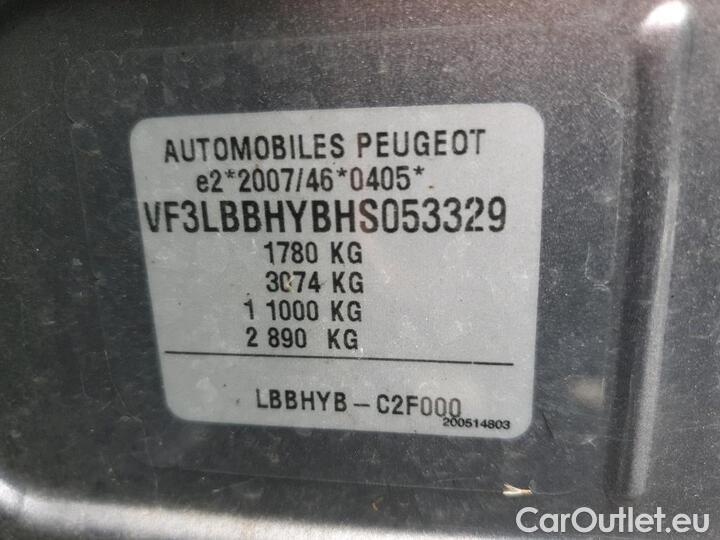 AUTOMOBILES PEUGEOT
e2*2007/46*0405*
VF3LBBHYBHS053329
1780 KG
3074 KG
1 1000 KG
2 890 KG
LBBHYB - C2F000
200514803
CarOutlet.eu